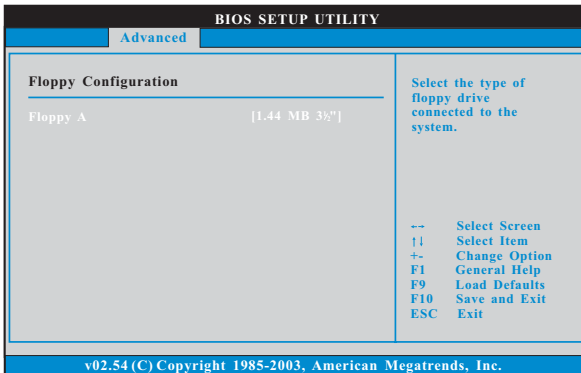 BIOS SETUP UTILITY
Advanced
Floppy Configuration
Floppy A [1.44 MB 3½"]
Select the type of
floppy drive
connected to the
system.
←→ Select Screen
↑↓ Select Item
+- Change Option
F1 General Help
F9 Load Defaults
F10 Save and Exit
ESC Exit
v02.54 (C) Copyright 1985-2003, American Megatrends, Inc.